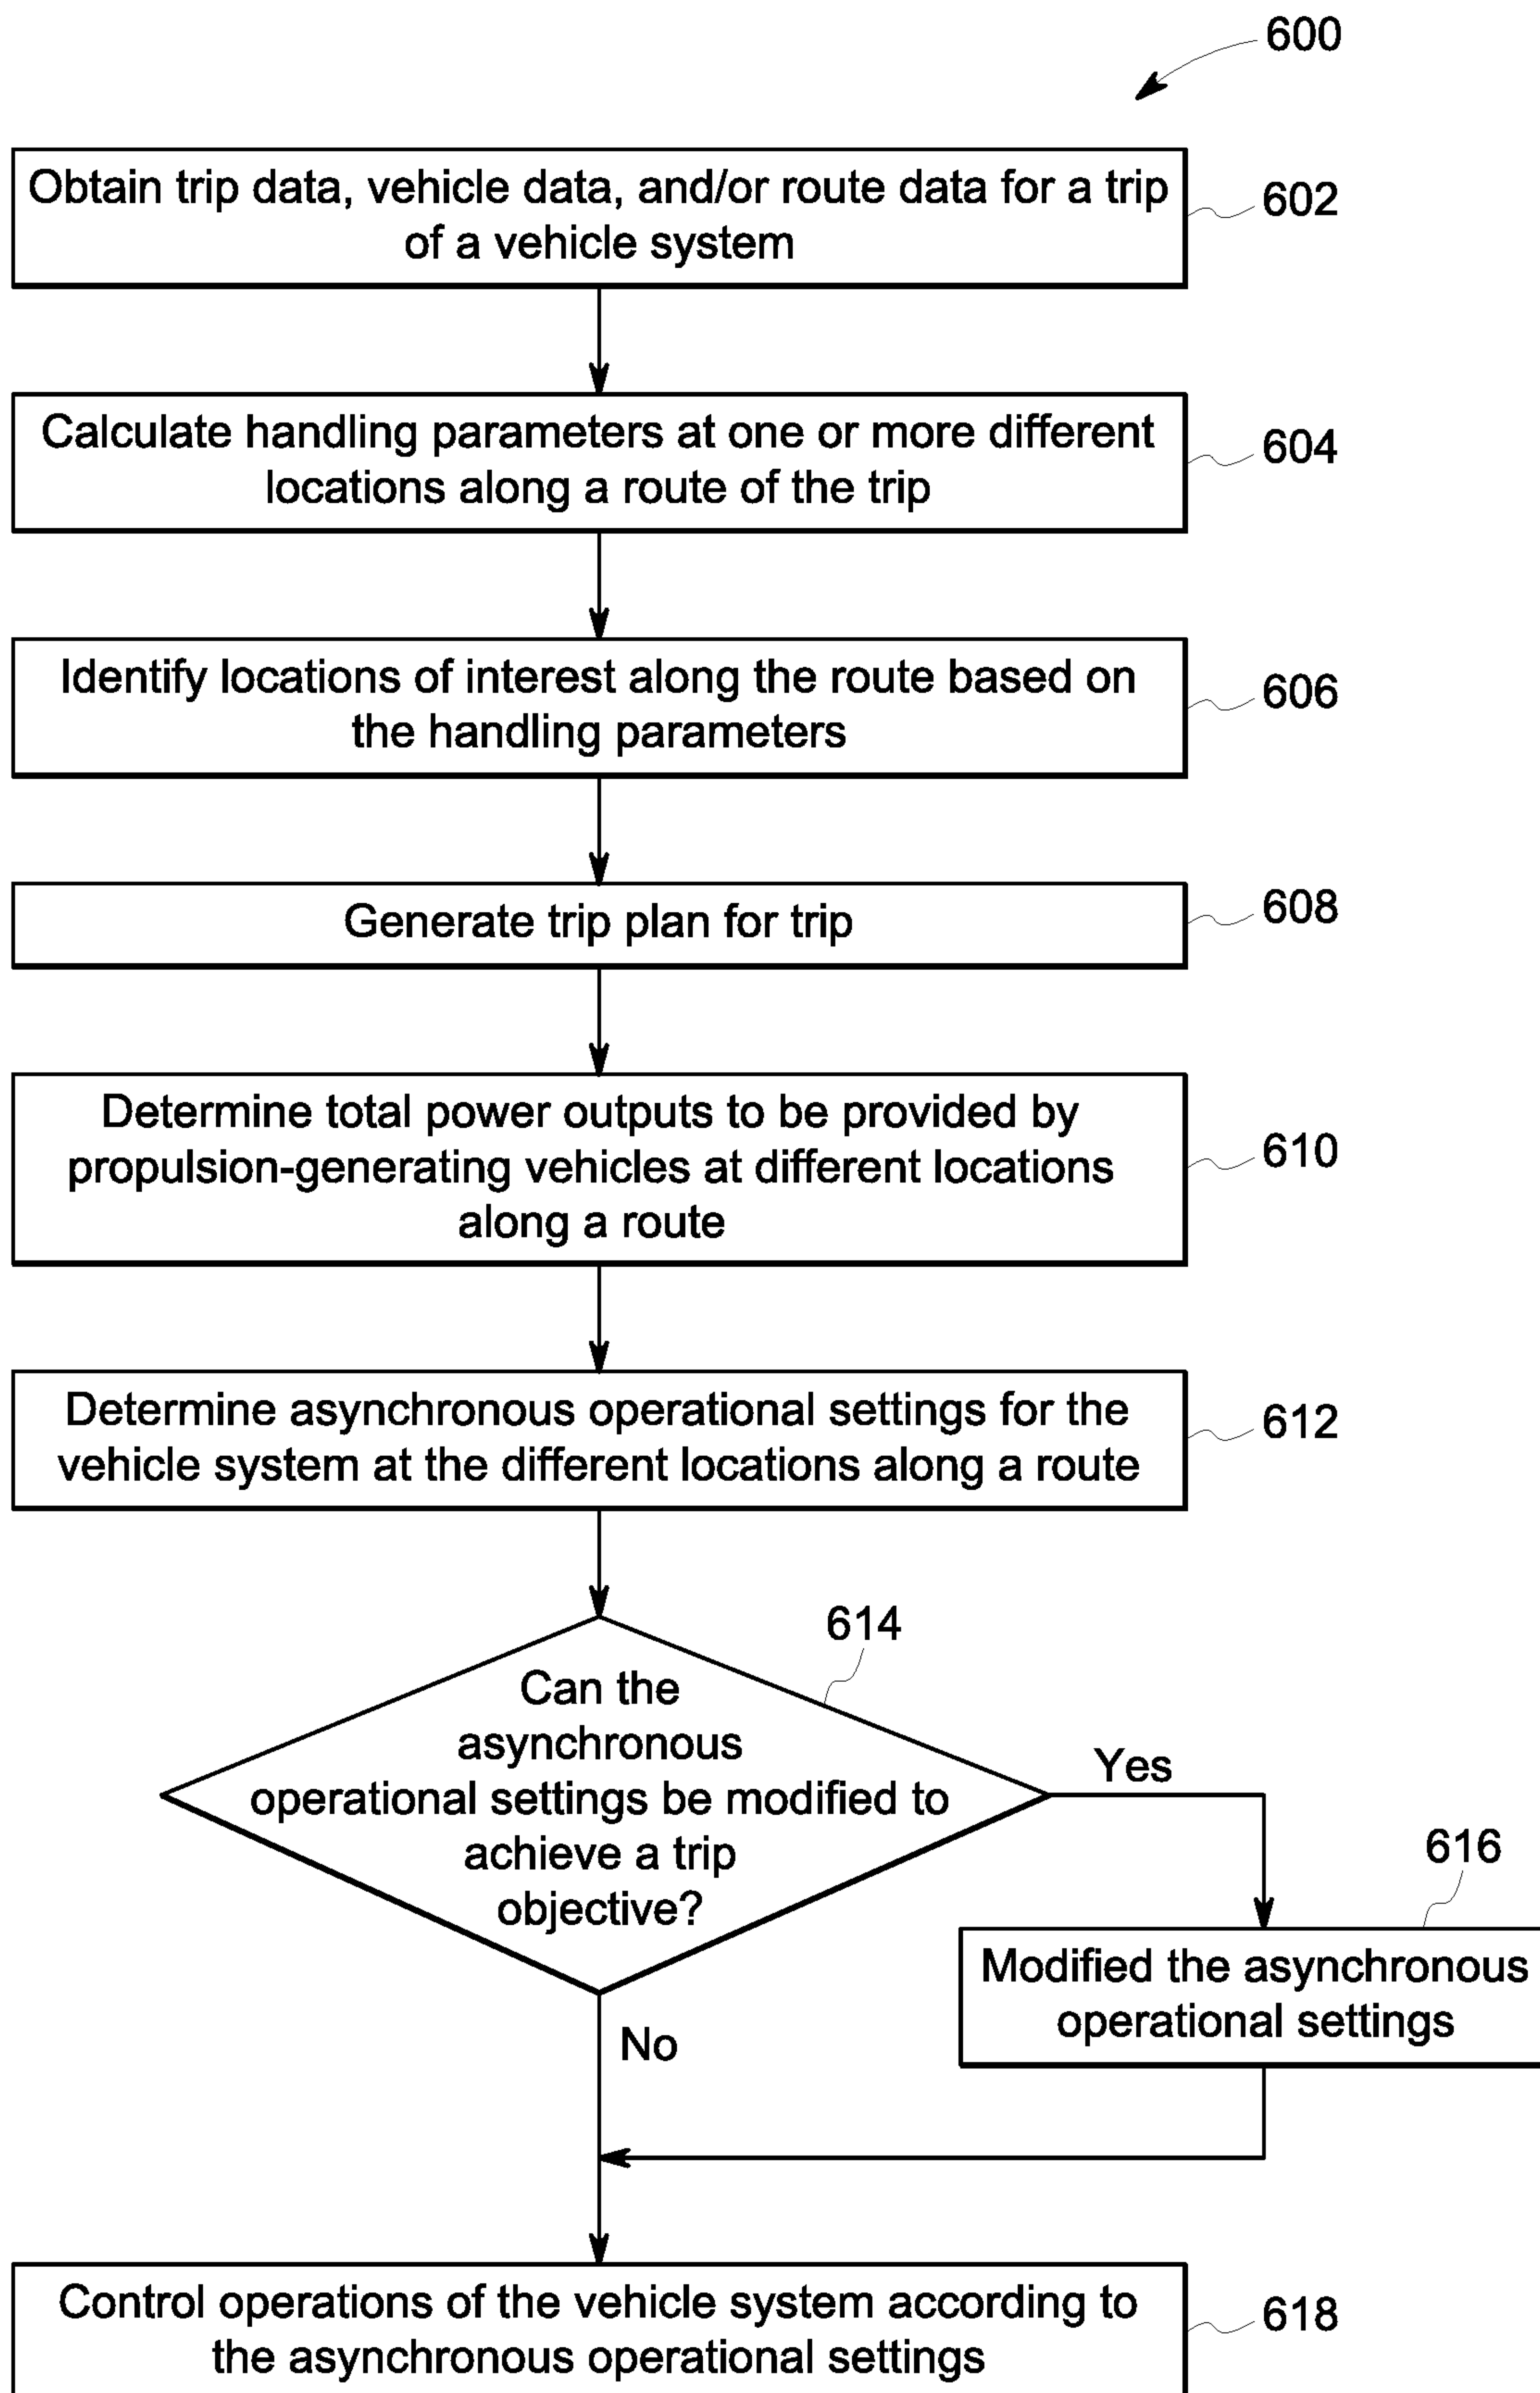 600
Obtain trip data, vehicle data, and/or route data for a trip
of a vehicle system
602
Calculate handling parameters at one or more different
locations along a route of the trip
604
Identify locations of interest along the route based on
the handling parameters
606
Generate trip plan for trip
608
Determine total power outputs to be provided by
propulsion-generating vehicles at different locations
along a route
610
Determine asynchronous operational settings for the
vehicle system at the different locations along a route
612
614
Can the
asynchronous
operational settings be modified to
achieve a trip
objective?
Yes
616
Modified the asynchronous
operational settings
No
Control operations of the vehicle system according to
the asynchronous operational settings
618